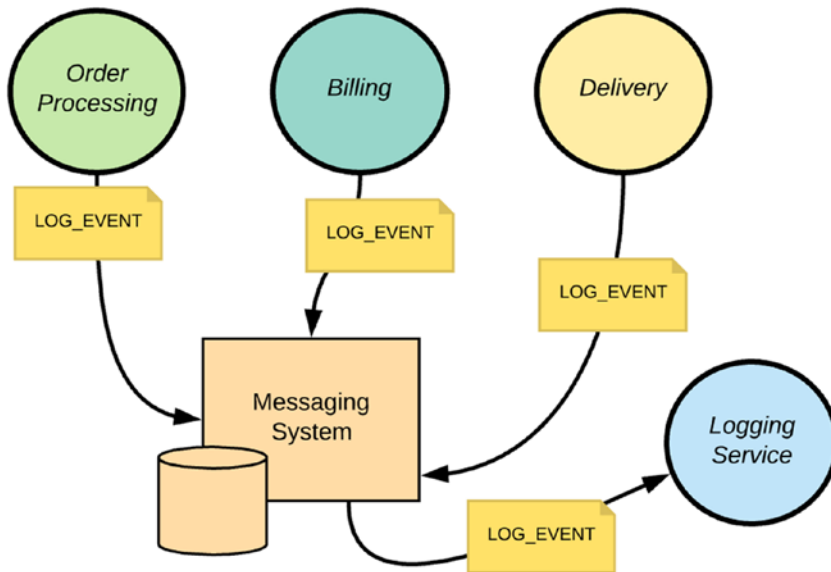 Order
Processing
Billing
Delivery
LOG_EVENT
LOG_EVENT
LOG_EVENT
Messaging
System
Logging
Service
LOG_EVENT